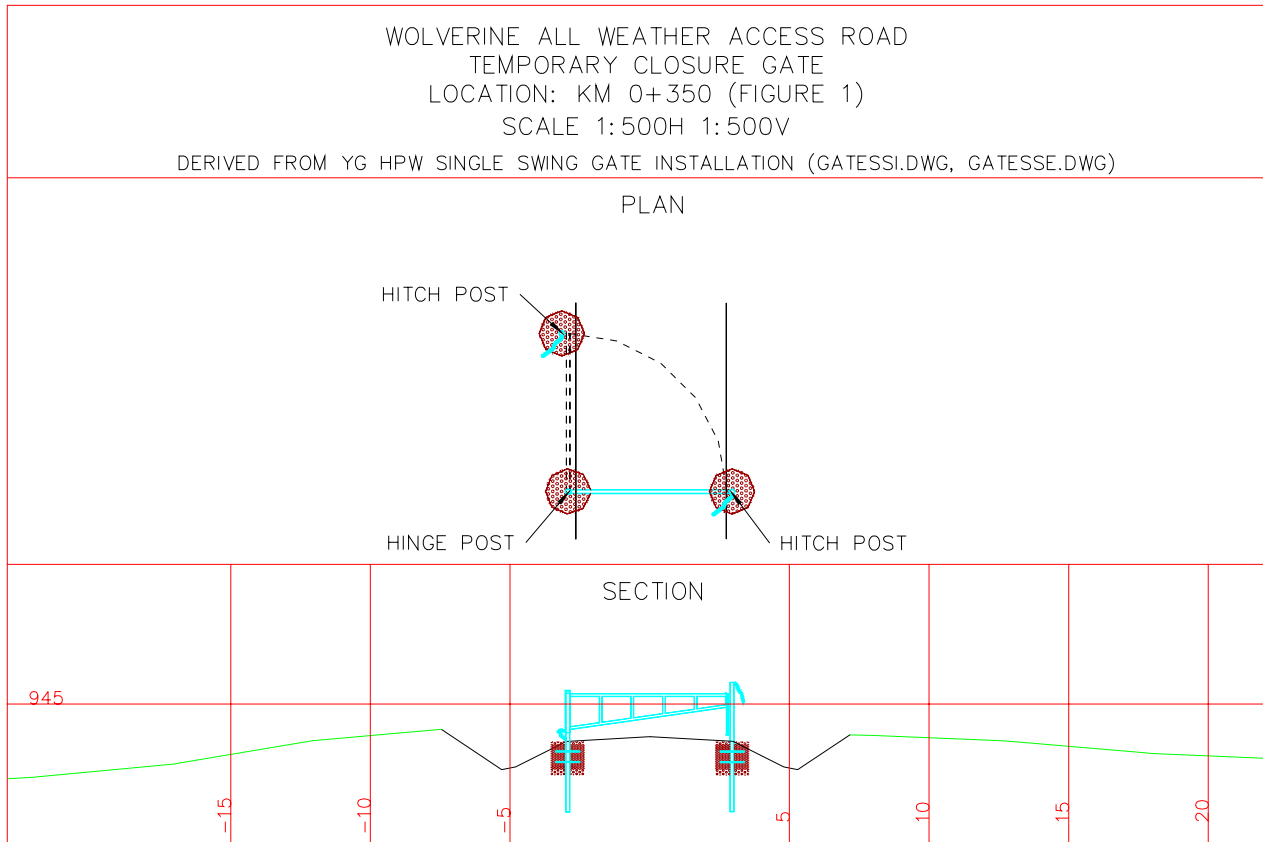 WOLVERINE ALL WEATHER ACCESS ROAD
TEMPORARY CLOSURE GATE
LOCATION: KM 0+350 (FIGURE 1)
SCALE 1:500H 1:500V
DERIVED FROM YG HPW SINGLE SWING GATE INSTALLATION (GATESSI.DWG, GATESSE.DWG)
PLAN
HITCH POST
HINGE POST
HITCH POST
SECTION
945
-15
-10
-5
5
10
15
20